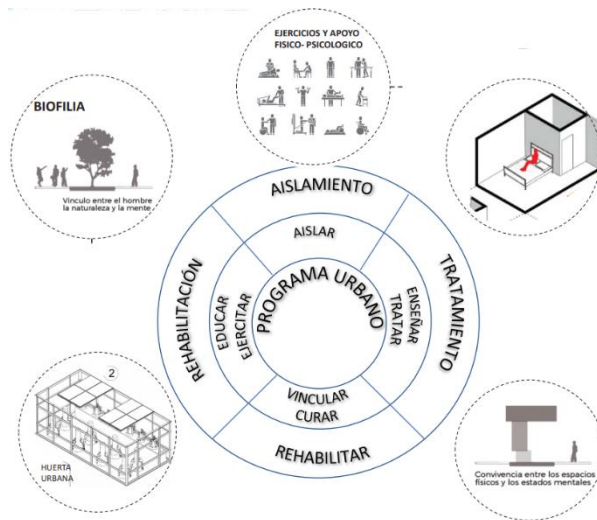 EJERCICIOS Y APOYO
FISICO- PSICOLOGICO
BIOFILIA
Vinculo entre el hombre
la naturaleza y la mente
AISLAMIENTO
AISLAR
PROGRAMA URBANO
REHABILITACIÓN
EDUCAR
EJERCITAR
ENSEÑAR
TRATAR
TRATAMIENTO
VINCULAR
CURAR
REHABILITAR
2
HUERTA
URBANA
Convivencia entre los espacios
físicos y los estados mentales